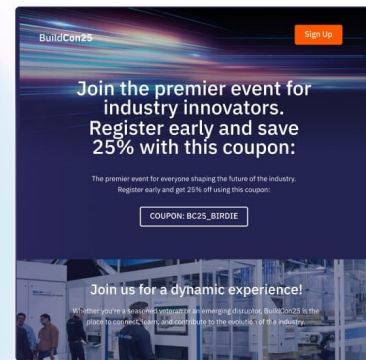 BuildCon25
Sign Up
Join the premier event for
industry innovators.
Register early and save
25% with this coupon:
The premier event for everyone shaping the future of the industry.
Register early and get 25% off using this coupon:
COUPON: BC25_BIRDIE
Join us for a dynamic experience!
Whether you're a seasoned veteran or an emerging disruptor, BuildCon25 is the
place to connect, learn, and contribute to the evolution of the industry.